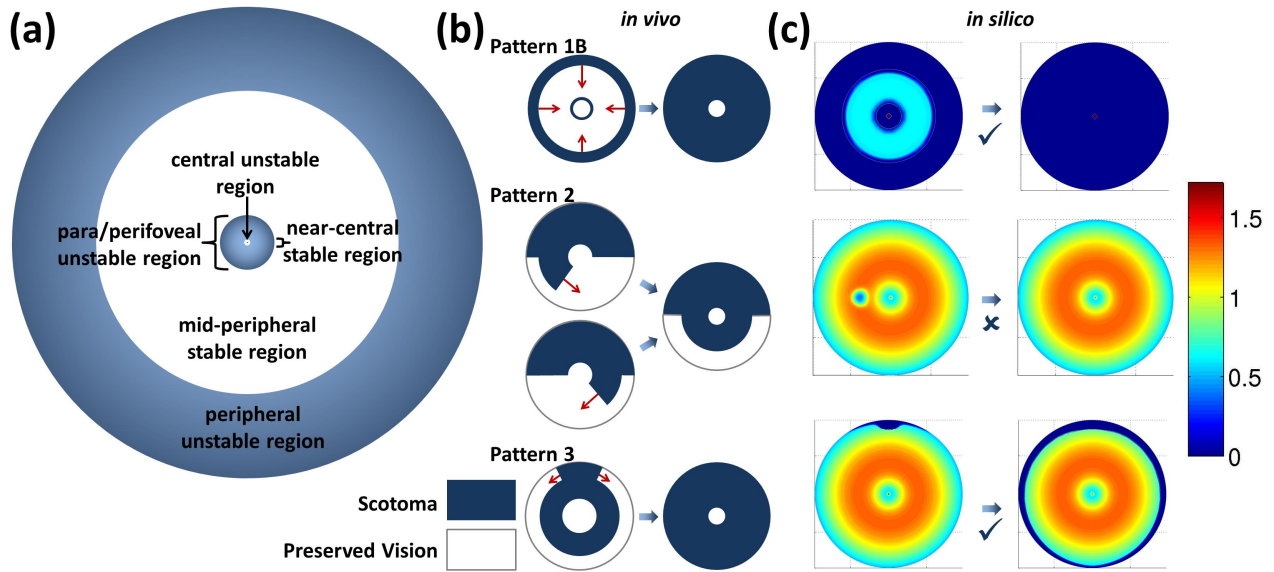 (a)
central unstable
region
para/perifoveal
unstable region
near-central
stable region
mid-peripheral
stable region
peripheral
unstable region
(b)
in vivo
Pattern 1B
Pattern 2
Pattern 3
Scotoma
Preserved Vision
(c)
in silico
1.5
1
0.5
0